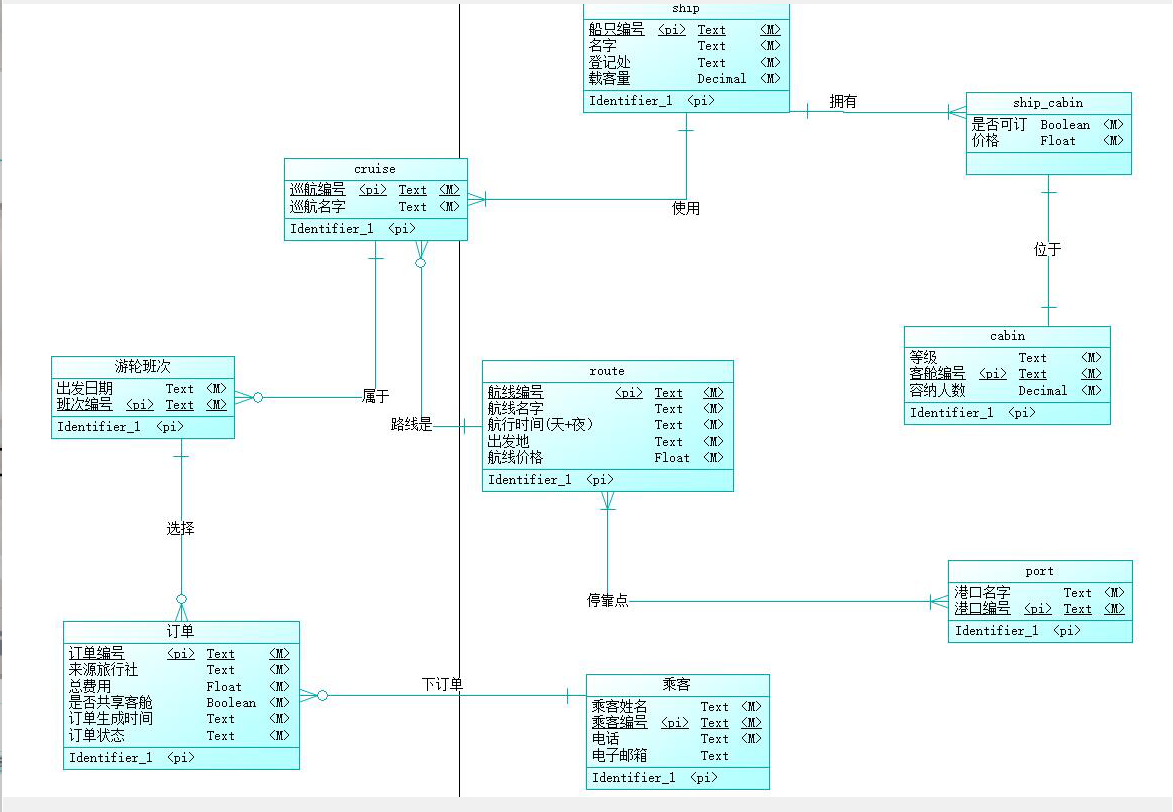 ship
船只编号 <pi> Text <M>
名字 Text <M>
登记处 Text <M>
载客量 Decimal <M>
Identifier_1 <pi>
拥有
ship_cabin
是否可订 Boolean <M>
价格 Float <M>
cruise
巡航编号 <pi> Text <M>
巡航名字 Text <M>
Identifier_1 <pi>
使用
位于
cabin
等级 Text <M>
客舱编号 <pi> Text <M>
容纳人数 Decimal <M>
Identifier_1 <pi>
游轮班次
出发日期 Text <M>
班次编号 <pi> Text <M>
Identifier_1 <pi>
属于
路线是
route
航线编号 <pi> Text <M>
航线名字 Text <M>
航行时间(天+夜) Text <M>
出发地 Text <M>
航线价格 Float <M>
Identifier_1 <pi>
选择
停靠点
port
港口名字 Text <M>
港口编号 <pi> Text <M>
Identifier_1 <pi>
订单
订单编号 <pi> Text <M>
来源旅行社 Text <M>
总费用 Float <M>
是否共享客舱 Boolean <M>
订单生成时间 Text <M>
订单状态 Text <M>
Identifier_1 <pi>
下订单
乘客
乘客姓名 Text <M>
乘客编号 <pi> Text <M>
电话 Text <M>
电子邮箱 Text
Identifier_1 <pi>